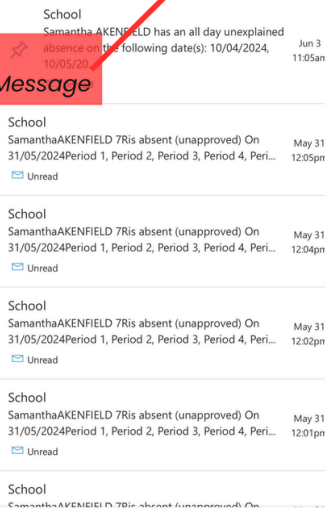 School
Samantha AKENFIELD has an all day unexplained
absence on the following date(s): 10/04/2024,
10/05/20
Jun 3
11:05am
Message
School
SamanthaAKENFIELD 7Ris absent (unapproved) On
31/05/2024Period 1, Period 2, Period 3, Period 4, Peri...
May 31
12:05pm
Unread
School
SamanthaAKENFIELD 7Ris absent (unapproved) On
31/05/2024Period 1, Period 2, Period 3, Period 4, Peri...
May 31
12:04pm
Unread
School
SamanthaAKENFIELD 7Ris absent (unapproved) On
31/05/2024Period 1, Period 2, Period 3, Period 4, Peri...
May 31
12:02pm
Unread
School
SamanthaAKENFIELD 7Ris absent (unapproved) On
31/05/2024Period 1, Period 2, Period 3, Period 4, Peri...
May 31
12:01pm
Unread
School
SamanthaAKENFIELD 7Ris absent (unapproved) On